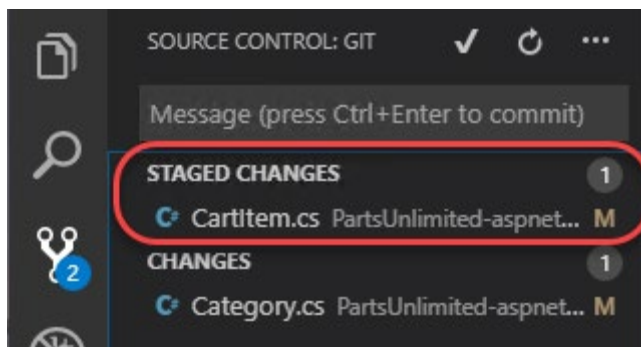 SOURCE CONTROL: GIT
Message (press Ctrl+Enter to commit)
STAGED CHANGES 1
C# CartItem.cs PartsUnlimited-aspnet... M
2
CHANGES 1
C# Category.cs PartsUnlimited-aspnet... M